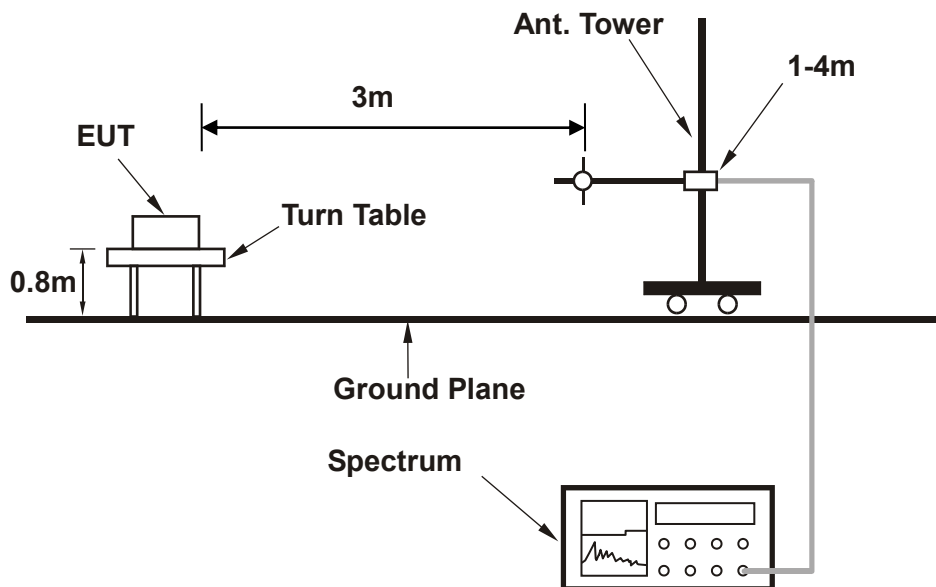 Ant. Tower
1-4m
3m
EUT
Turn Table
0.8m
Ground Plane
Spectrum